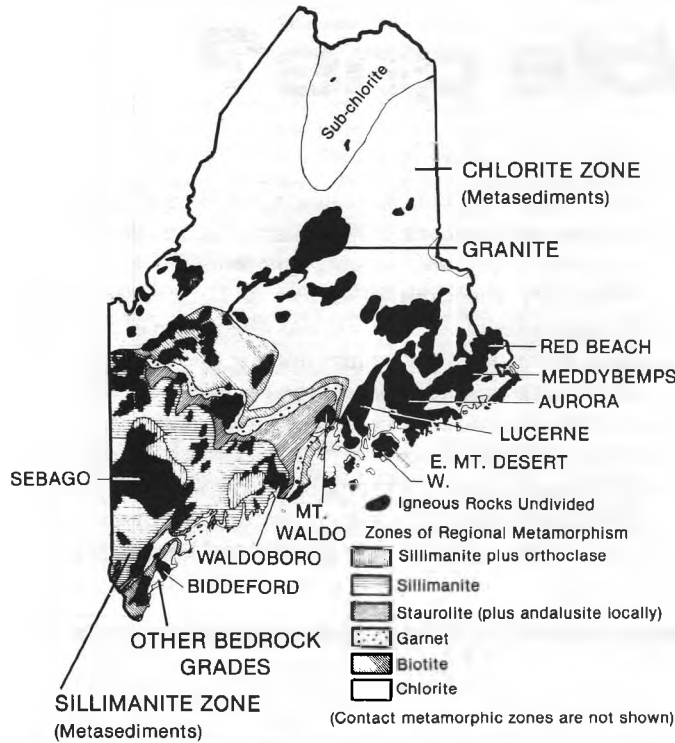 Sub-chlorite
CHLORITE ZONE
(Metasediments)
GRANITE
RED BEACH
MEDDYBEMPS
AURORA
LUCERNE
E. MT. DESERT
W.
SEBAGO
MT.
WALDO
WALDOBORO
BIDDEFORD
OTHER BEDROCK
GRADES
SILLIMANITE ZONE
(Metasediments)
Igneous Rocks Undivided
Zones of Regional Metamorphism
Sillimanite plus orthoclase
Sillimanite
Staurolite (plus andalusite locally)
Garnet
Biotite
Chlorite
(Contact metamorphic zones are not shown)